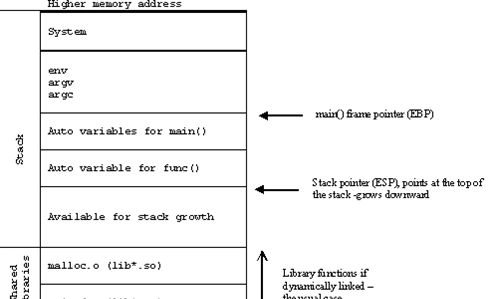 Higher memory address
System
env
argv
argc
main() frame pointer (EBP)
Auto variables for main()
Stack
Auto variable for func()
Stack pointer (ESP), points at the top of
the stack -grows downward
Available for stack growth
malloc.o (lib*.so)
Library functions if
dynamically linked –
the usual case